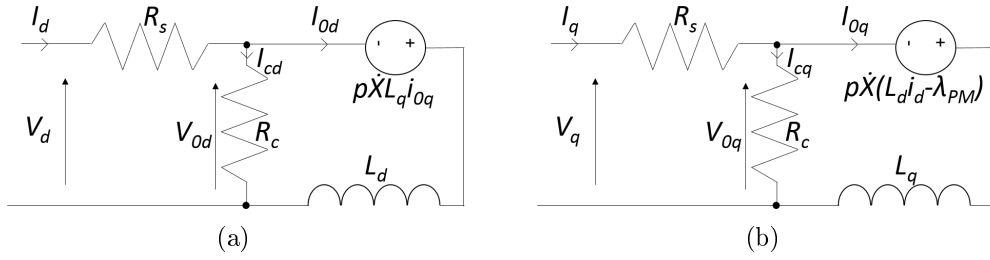 I_d R_s I_0d - +
I_cd
pẊL_q i_0q
V_d V_0d R_c
L_d
(a)
I_q R_s I_0q - +
I_cq
pẊ(L_d i_d-λ_PM)
V_q V_0q R_c
L_q
(b)